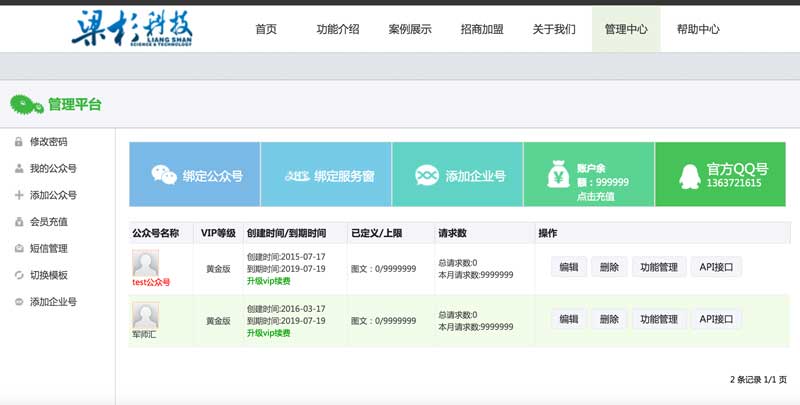 梁杉科技
LIANG SHAN
SCIENCE & TECHNOLOGY
首页 功能介绍 案例展示 招商加盟 关于我们 管理中心 帮助中心
管理平台
修改密码
我的公众号
添加公众号
会员充值
短信管理
切换模板
添加企业号
绑定公众号
绑定服务窗
添加企业号
账户余
额：999999
点击充值
官方QQ号
1363721615
公众号名称 VIP等级 创建时间/到期时间 已定义/上限 请求数 操作
test公众号
黄金版
创建时间:2015-07-17
到期时间:2019-07-19
升级vip续费
图文：0/9999999
总请求数:0
本月请求数:9999999
编辑 删除 功能管理 API接口
军师汇
黄金版
创建时间:2016-03-17
到期时间:2019-07-19
升级vip续费
图文：0/9999999
总请求数:0
本月请求数:9999999
编辑 删除 功能管理 API接口
2 条记录 1/1 页